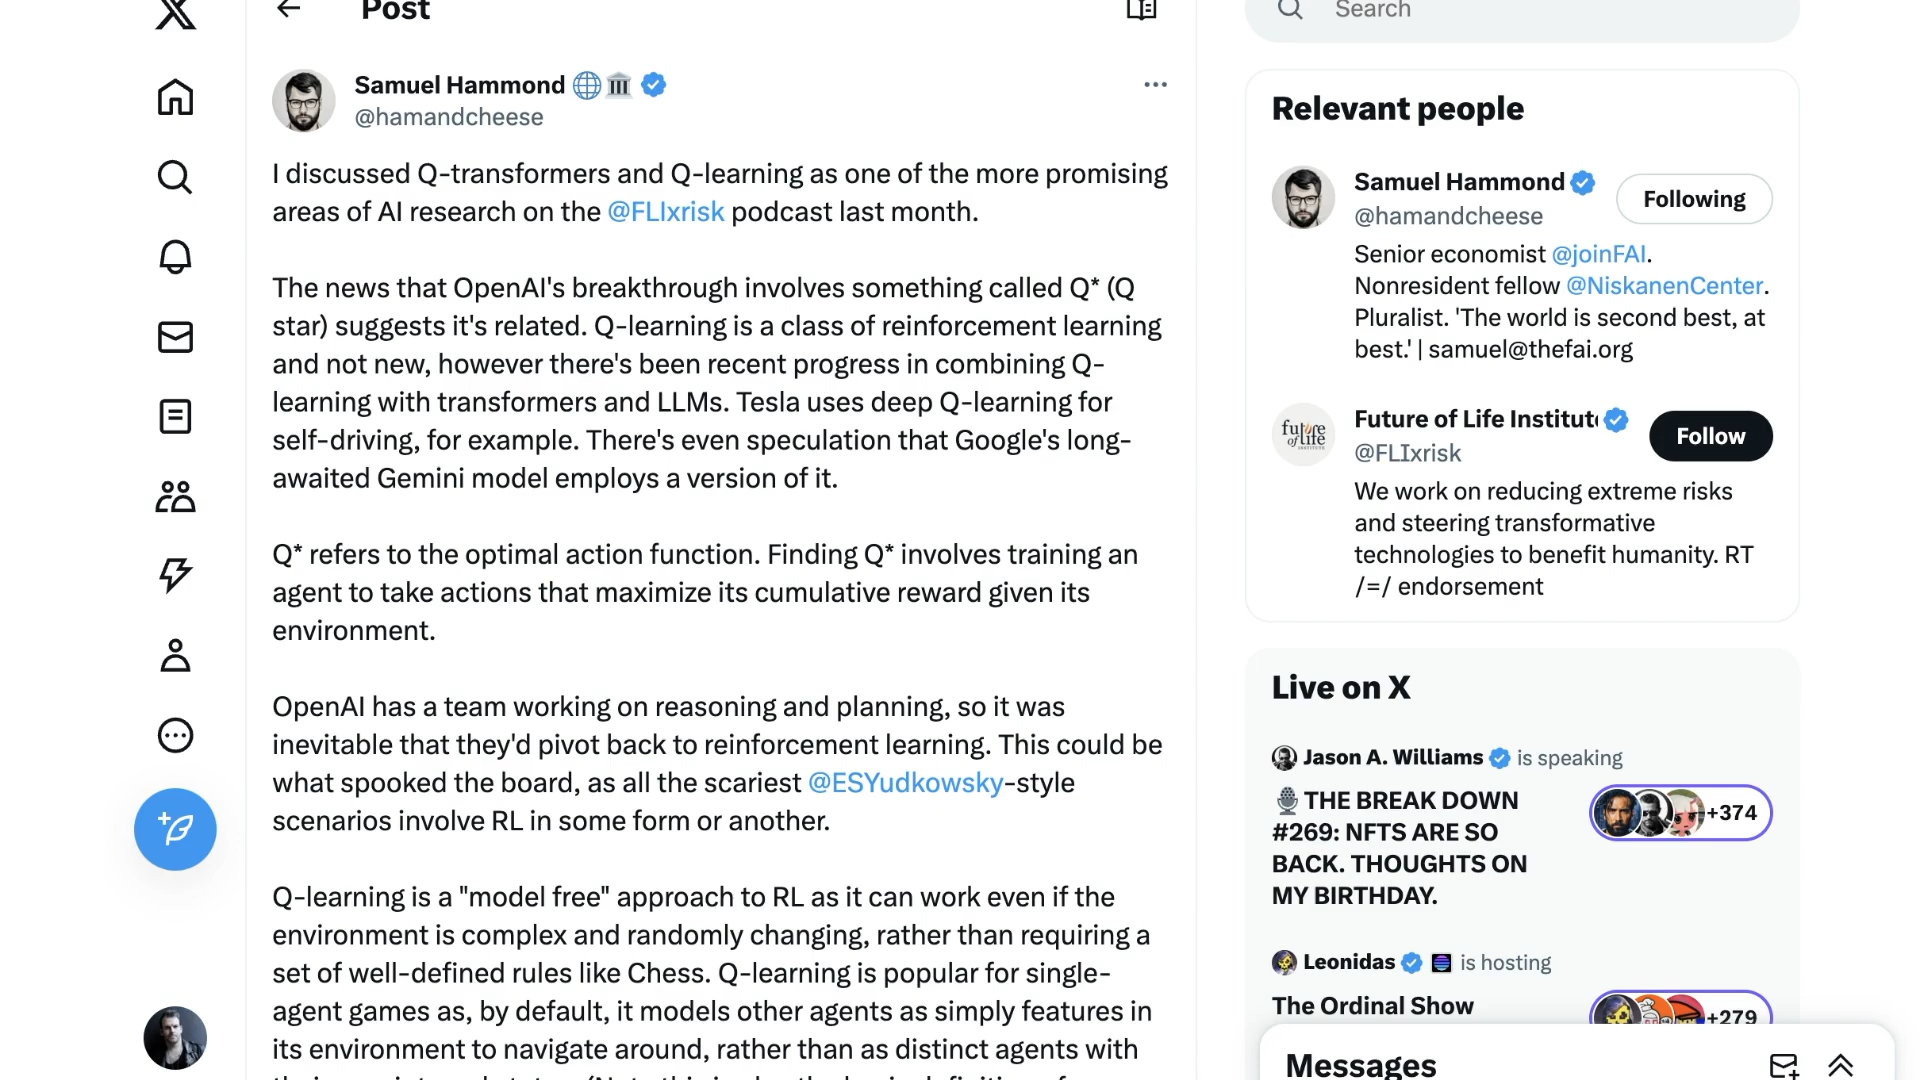 Post
Samuel Hammond
@hamandcheese
I discussed Q-transformers and Q-learning as one of the more promising
areas of AI research on the @FLIxrisk podcast last month.
The news that OpenAI's breakthrough involves something called Q* (Q
star) suggests it's related. Q-learning is a class of reinforcement learning
and not new, however there's been recent progress in combining Q-
learning with transformers and LLMs. Tesla uses deep Q-learning for
self-driving, for example. There's even speculation that Google's long-
awaited Gemini model employs a version of it.
Q* refers to the optimal action function. Finding Q* involves training an
agent to take actions that maximize its cumulative reward given its
environment.
OpenAI has a team working on reasoning and planning, so it was
inevitable that they'd pivot back to reinforcement learning. This could be
what spooked the board, as all the scariest @ESYudkowsky-style
scenarios involve RL in some form or another.
Q-learning is a "model free" approach to RL as it can work even if the
environment is complex and randomly changing, rather than requiring a
set of well-defined rules like Chess. Q-learning is popular for single-
agent games as, by default, it models other agents as simply features in
its environment to navigate around, rather than as distinct agents with
Search
Relevant people
Samuel Hammond
@hamandcheese
Following
Senior economist @joinFAI.
Nonresident fellow @NiskanenCenter.
Pluralist. 'The world is second best, at
best.' | samuel@thefai.org
future of life
Future of Life Institut
@FLIxrisk
Follow
We work on reducing extreme risks
and steering transformative
technologies to benefit humanity. RT
/=/ endorsement
Live on X
Jason A. Williams is speaking
THE BREAK DOWN
#269: NFTS ARE SO
BACK. THOUGHTS ON
MY BIRTHDAY.
+374
Leonidas is hosting
The Ordinal Show
+279
Messages